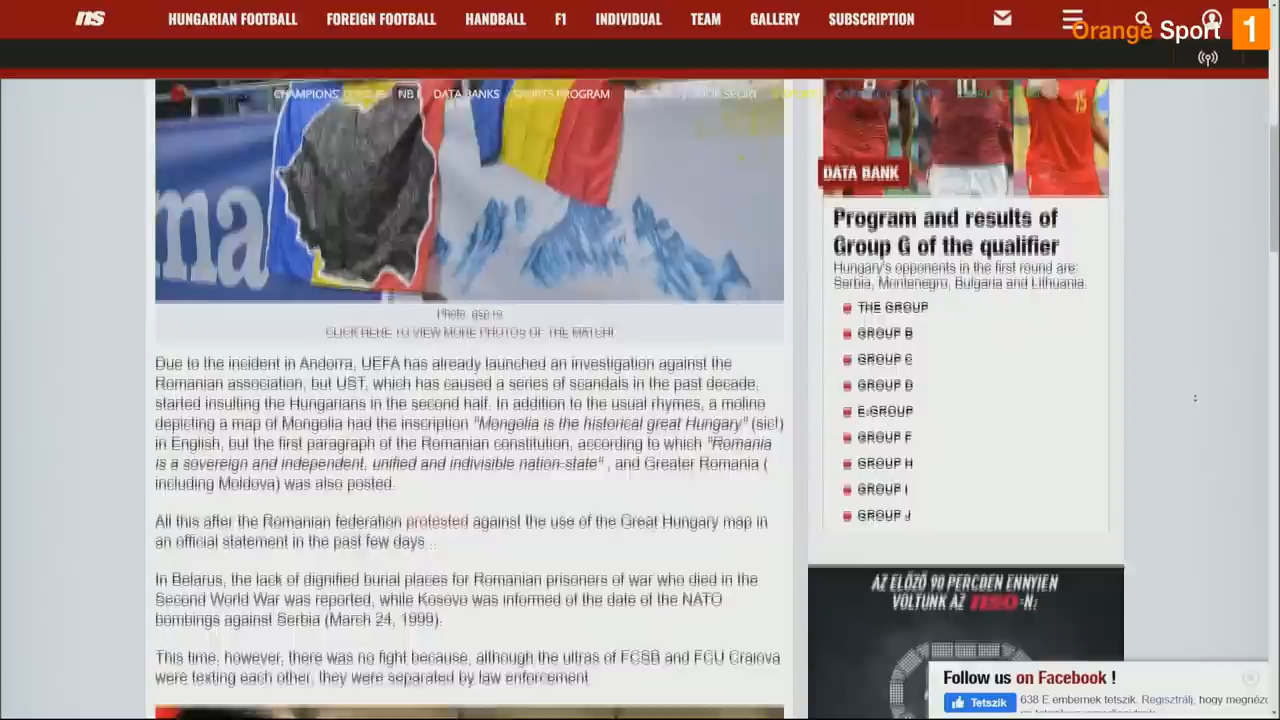 ns
HUNGARIAN FOOTBALL
FOREIGN FOOTBALL
HANDBALL
F1
INDIVIDUAL
TEAM
GALLERY
SUBSCRIPTION
Orange Sport 1
NB I
DATA BANKS
SPORTS PROGRAM
ma
DATA BANK
Program and results of
Group G of the qualifier
Hungary's opponents in the first round are:
Serbia, Montenegro, Bulgaria and Lithuania.
THE GROUP
GROUP B
GROUP C
GROUP D
E-GROUP
GROUP F
GROUP H
GROUP I
GROUP J
Photo: gsp.ro
CLICK HERE TO VIEW MORE PHOTOS OF THE MATCH!
Due to the incident in Andorra, UEFA has already launched an investigation against the
Romanian association, but UST, which has caused a series of scandals in the past decade,
started insulting the Hungarians in the second half. In addition to the usual rhymes, a molino
depicting a map of Mongolia had the inscription "Mongolia is the historical great Hungary" (sic!)
in English, but the first paragraph of the Romanian constitution, according to which "Romania
is a sovereign and independent, unified and indivisible nation-state" , and Greater Romania (
including Moldova) was also posted.
All this after the Romanian federation protested against the use of the Great Hungary map in
an official statement in the past few days...
In Belarus, the lack of dignified burial places for Romanian prisoners of war who died in the
Second World War was reported, while Kosovo was informed of the date of the NATO
bombings against Serbia (March 24, 1999).
This time, however, there was no fight because, although the ultras of FCSB and FCU Craiova
were texting each other, they were separated by law enforcement.
AZ ELŐZŐ 90 PERCBEN ENNYIEN
VOLTUNK AZ NSO-N:
Follow us on Facebook !
Tetszik
638 E embernek tetszik. Regisztrálj, hogy megnézd